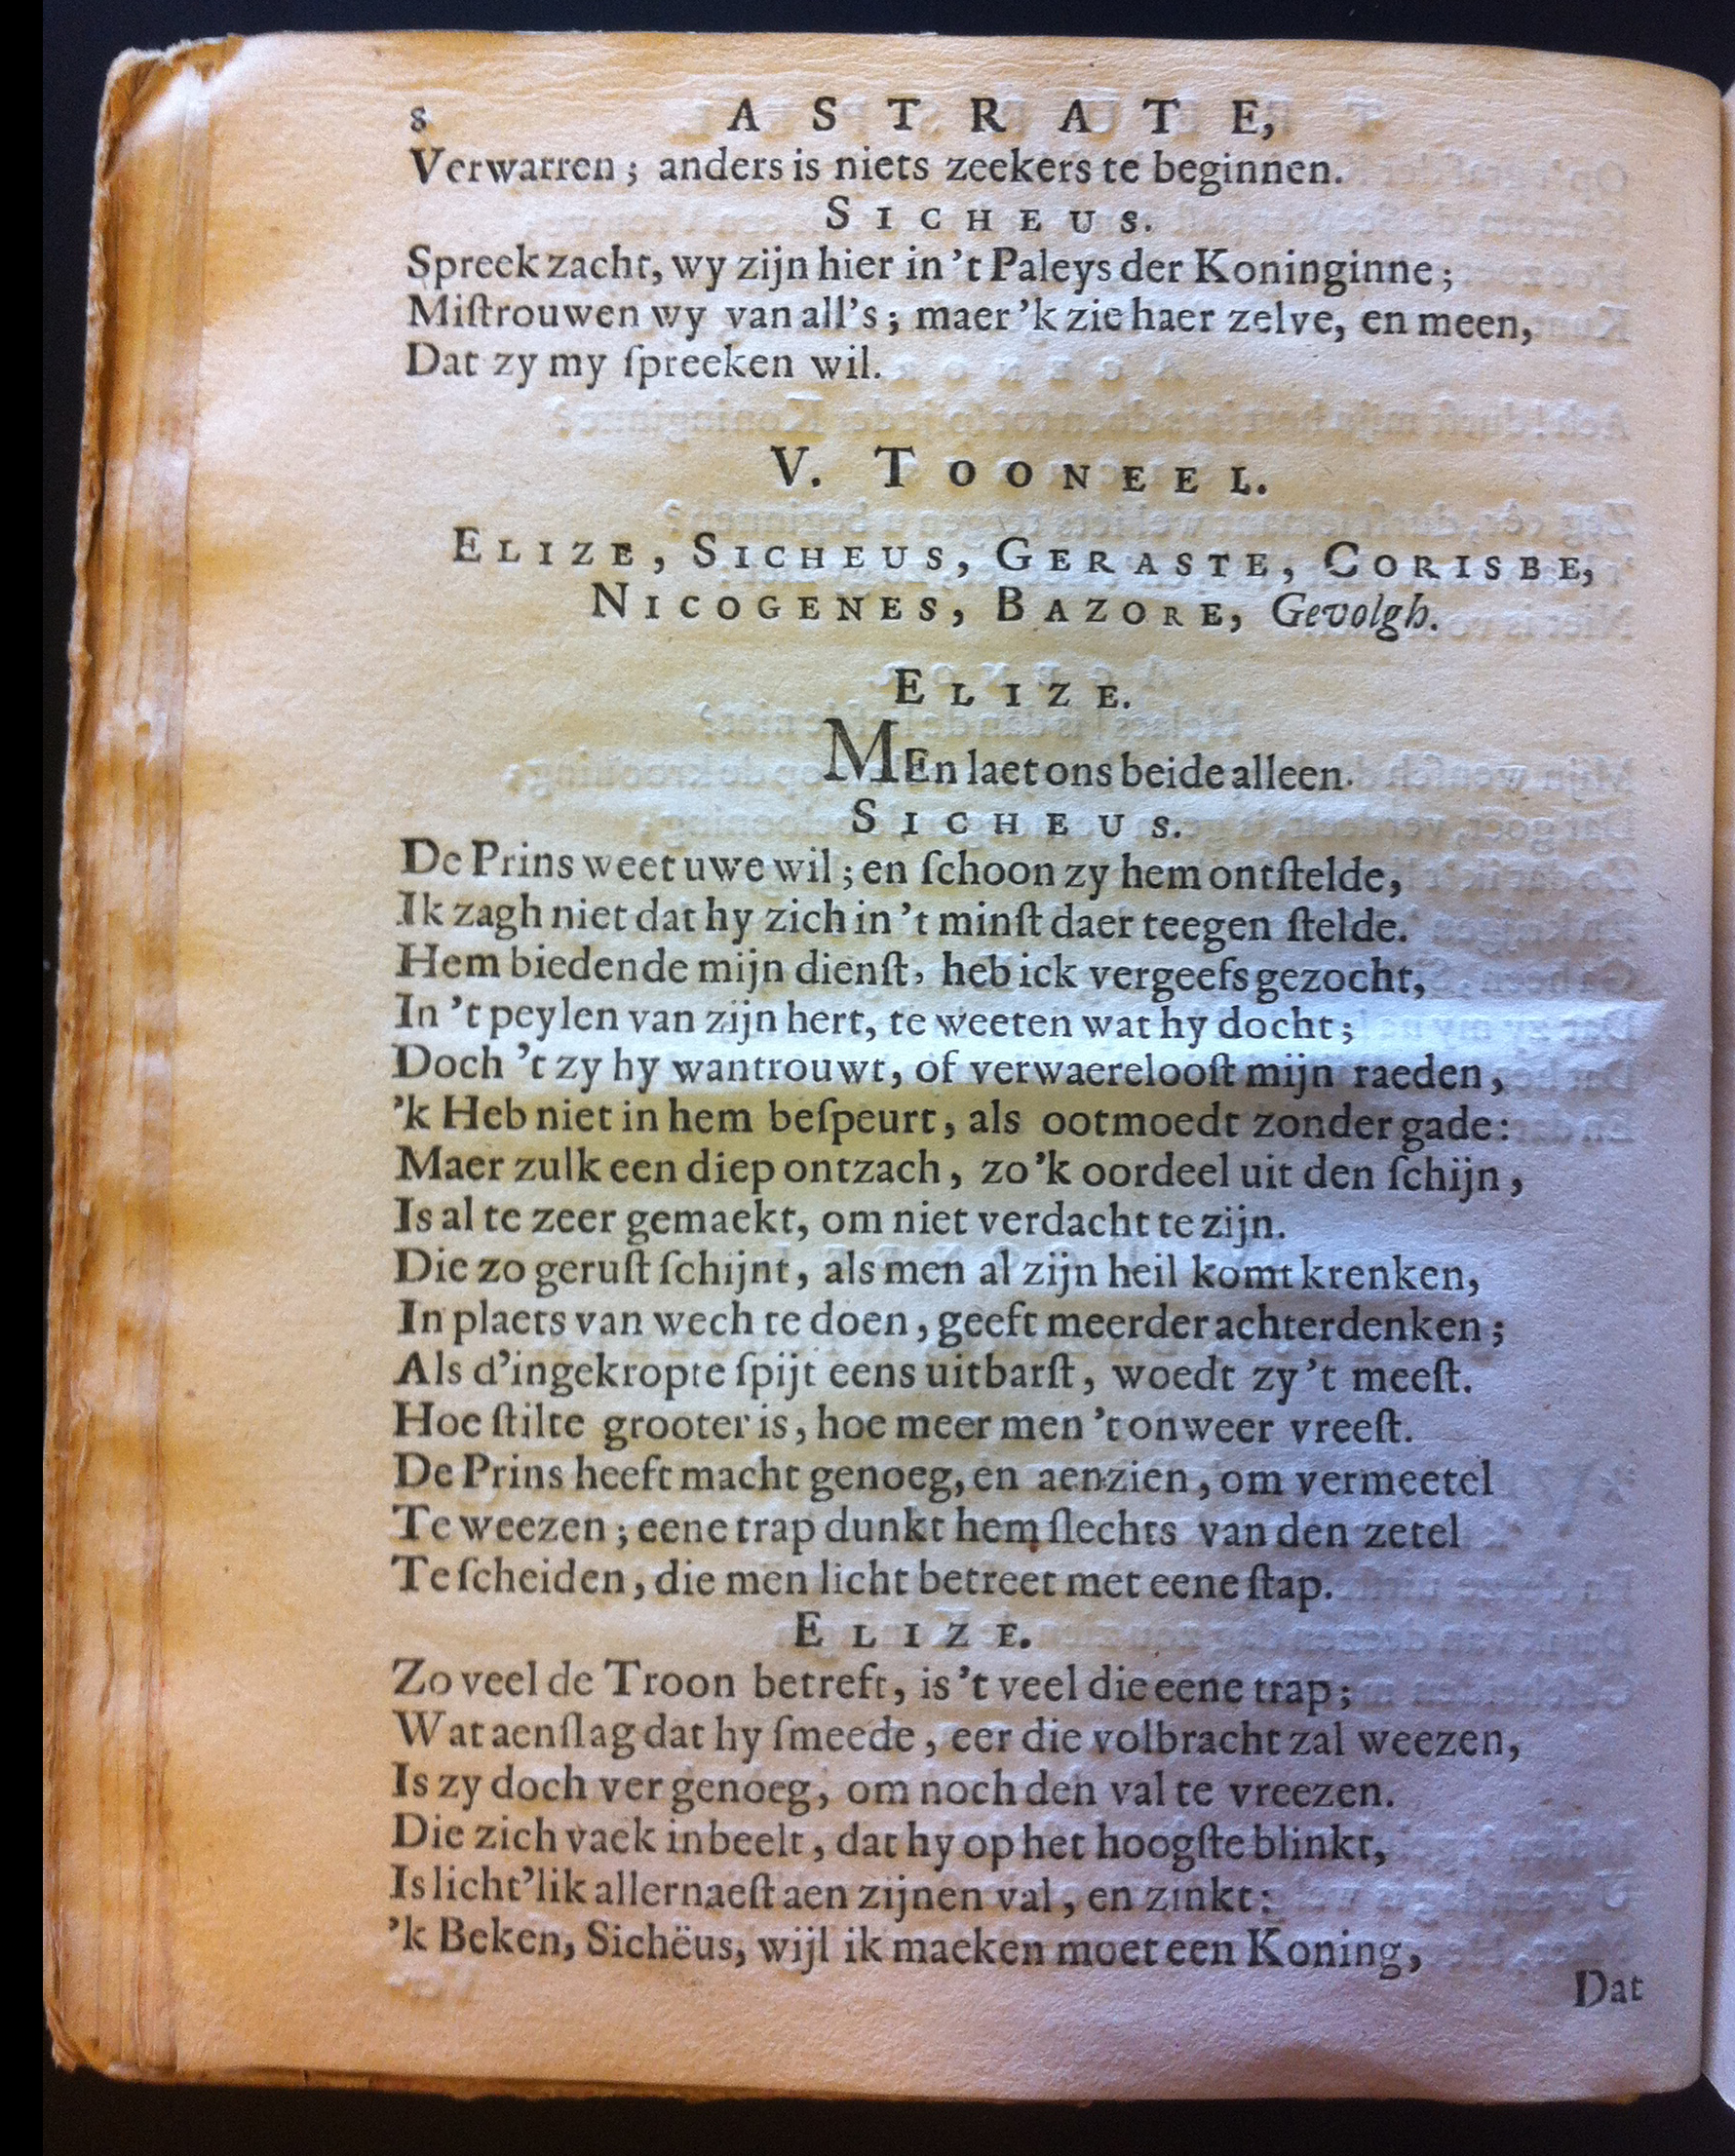 8 ASTRATE,
Verwarren; anders is niets zeekers te beginnen.
SICHEUS.
Spreek zacht, wy zijn hier in 't Paleys der Koninginne;
Miſtrouwen wy van all's; maer 'k zie haer zelve, en meen,
Dat zy my ſpreeken wil.
V. TOONEEL.
ELIZE, SICHEUS, GERASTE, CORISBE,
NICOGENES, BAZORE, Gevolgh.
ELIZE.
MEn laet ons beide alleen.
SICHEUS.
De Prins weet uwe wil; en ſchoon zy hem ontſtelde,
Ik zagh niet dat hy zich in 't minſt daer teegen ſtelde.
Hem biedende mijn dienſt, heb ick vergeefs gezocht,
In 't peylen van zijn hert, te weeten wat hy docht;
Doch 't zy hy wantrouwt, of verwaerelooſt mijn raeden,
'k Heb niet in hem beſpeurt, als ootmoedt zonder gade:
Maer zulk een diep ontzach, zo 'k oordeel uit den ſchijn,
Is al te zeer gemaekt, om niet verdacht te zijn.
Die zo geruſt ſchijnt, als men al zijn heil komt krenken,
In plaets van wech te doen, geeft meerder achterdenken;
Als d'ingekropte ſpijt eens uitbarſt, woedt zy 't meeſt.
Hoe ſtilte grooter is, hoe meer men 't onweer vreeſt.
De Prins heeft macht genoeg, en aenzien, om vermeetel
Te weezen; eene trap dunkt hem ſlechts van den zetel
Te ſcheiden, die men licht betreet met eene ſtap.
ELIZE.
Zo veel de Troon betreft, is 't veel die eene trap;
Wat aenſlag dat hy ſmeede, eer die volbracht zal weezen,
Is zy doch ver genoeg, om noch den val te vreezen.
Die zich vaek inbeelt, dat hy op het hoogſte blinkt,
Is licht'lik allernaeſt aen zijnen val, en zinkt:
'k Beken, Sichëus, wijl ik maeken moet een Koning,
Dat